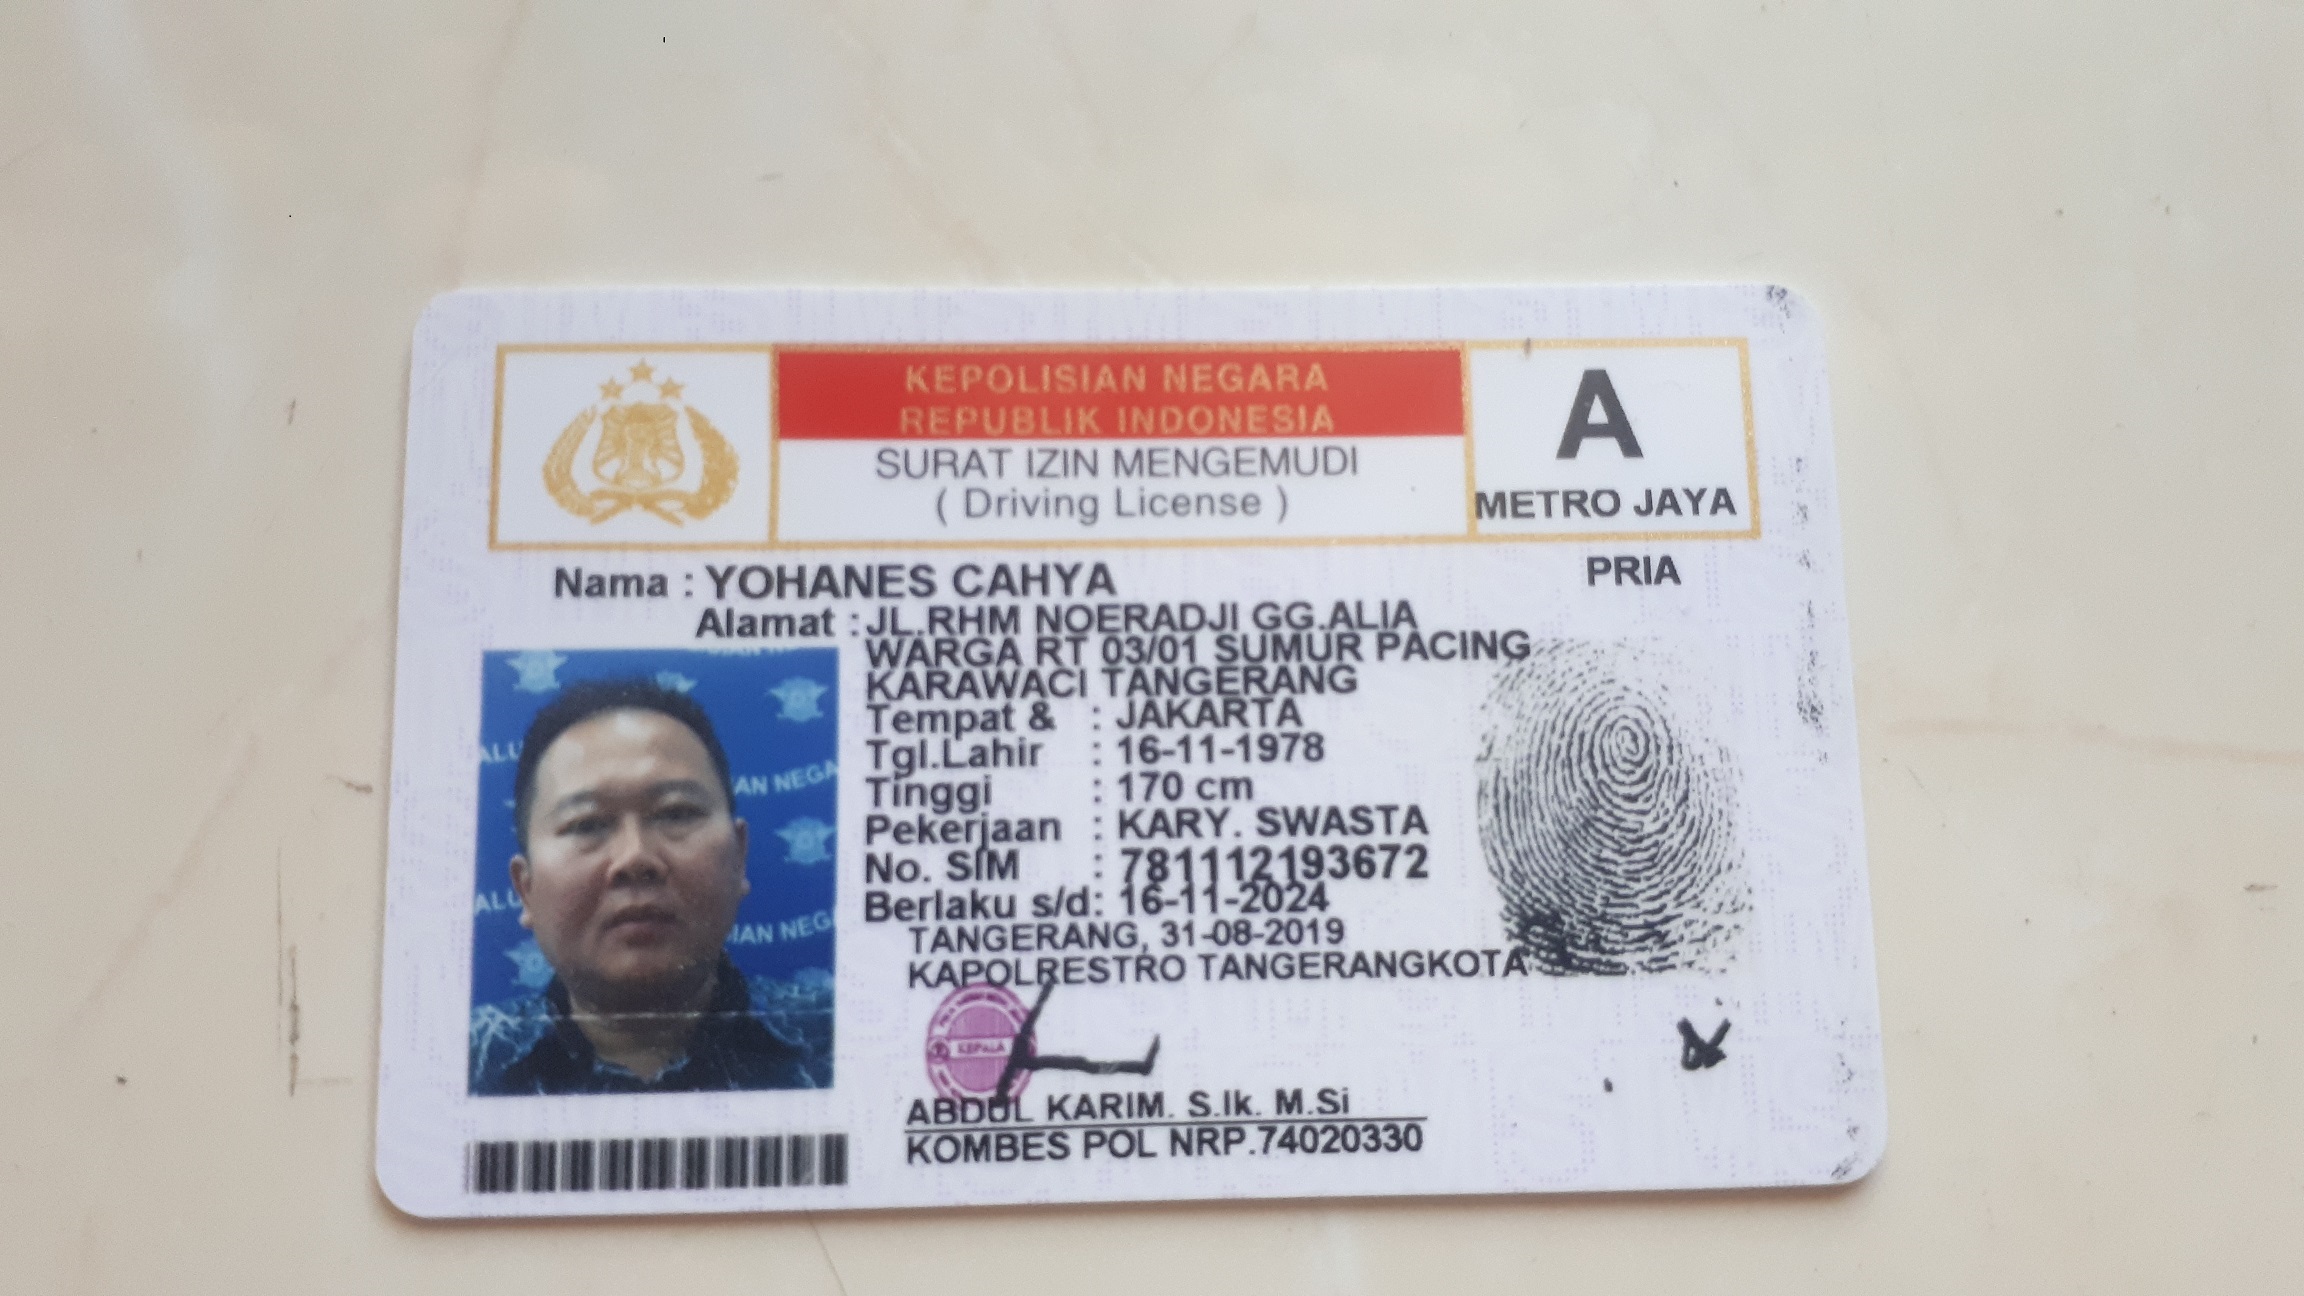 KEPOLISIAN NEGARA
REPUBLIK INDONESIA
SURAT IZIN MENGEMUDI
( Driving License )
A
METRO JAYA
PRIA
Nama : YOHANES CAHYA
Alamat : JL.RHM NOERADJI GG.ALIA
WARGA RT 03/01 SUMUR PACING
KARAWACI TANGERANG
Tempat & : JAKARTA
Tgl.Lahir : 16-11-1978
Tinggi : 170 cm
Pekerjaan : KARY. SWASTA
No. SIM : 781112193672
Berlaku s/d: 16-11-2024
TANGERANG, 31-08-2019
KAPOLRESTRO TANGERANGKOTA
KEPALA
ABDUL KARIM. S.Ik. M.Si
KOMBES POL NRP.74020330